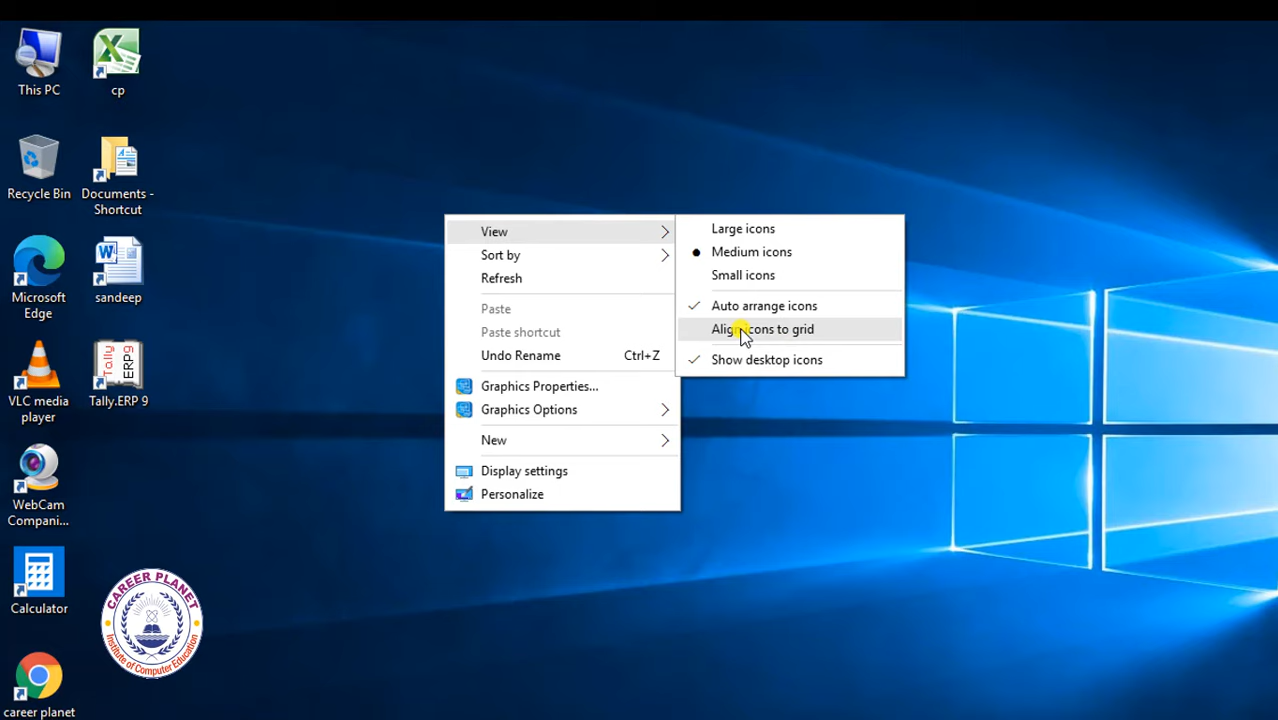 This PC
cp
Recycle Bin
Documents -
Shortcut
Microsoft
Edge
sandeep
VLC media
player
Tally
ERP9
Tally.ERP 9
WebCam
Compani...
Calculator
career planet
CAREER PLANET
Institute of Computer Education
View
Sort by
Refresh
Paste
Paste shortcut
Undo Rename Ctrl+Z
Graphics Properties...
Graphics Options
New
Display settings
Personalize
Large icons
Medium icons
Small icons
Auto arrange icons
Align icons to grid
Show desktop icons